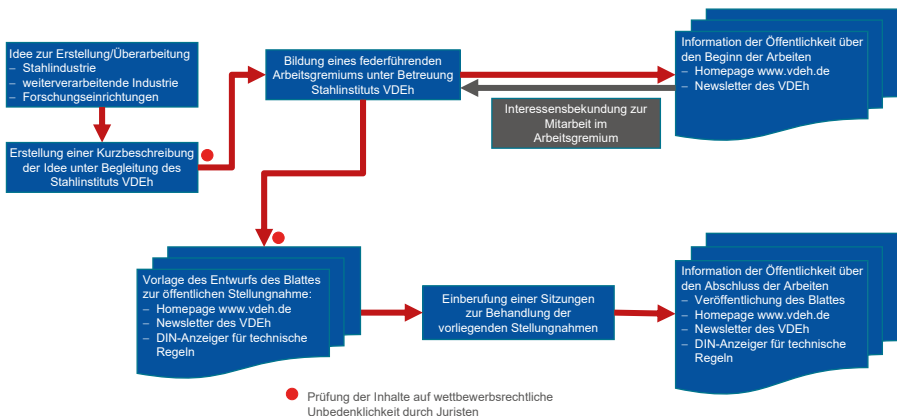 Idee zur Erstellung/Überarbeitung
– Stahlindustrie
– weiterverarbeitende Industrie
– Forschungseinrichtungen
Erstellung einer Kurzbeschreibung
der Idee unter Begleitung des
Stahlinstituts VDEh
Bildung eines federführenden
Arbeitsgremiums unter Betreuung
Stahlinstituts VDEh
Information der Öffentlichkeit über
den Beginn der Arbeiten
– Homepage www.vdeh.de
– Newsletter des VDEh
Interessensbekundung zur
Mitarbeit im
Arbeitsgremium
Vorlage des Entwurfs des Blattes
zur öffentlichen Stellungnahme:
– Homepage www.vdeh.de
– Newsletter des VDEh
– DIN-Anzeiger für technische
Regeln
Einberufung einer Sitzungen
zur Behandlung der
vorliegenden Stellungnahmen
Information der Öffentlichkeit über
den Abschluss der Arbeiten
– Veröffentlichung des Blattes
– Homepage www.vdeh.de
– Newsletter des VDEh
– DIN-Anzeiger für technische
Regeln
Prüfung der Inhalte auf wettbewerbsrechtliche
Unbedenklichkeit durch Juristen